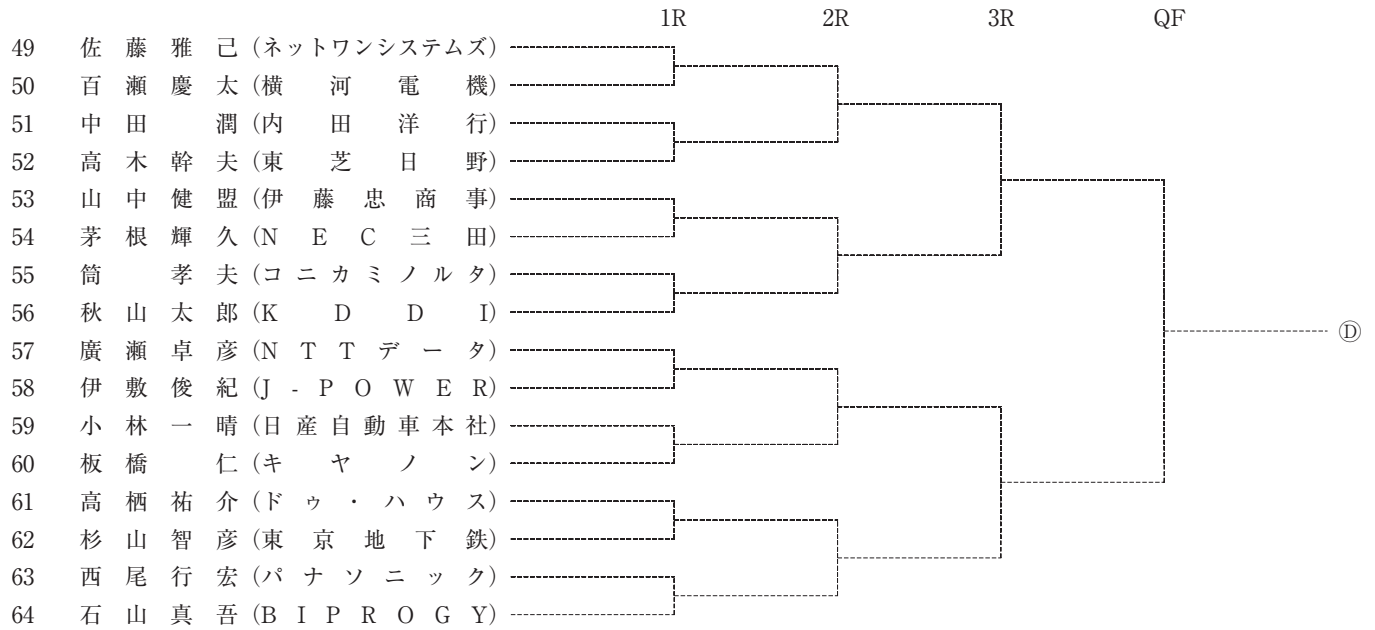 1R 2R 3R QF
49 佐藤雅己(ネットワンシステムズ)
50 百瀬慶太(横河電機)
51 中田潤(内田洋行)
52 高木幹夫(東芝日野)
53 山中健盟(伊藤忠商事)
54 茅根輝久(NEC三田)
55 筒孝夫(コニカミノルタ)
56 秋山太郎(KDDI)
57 廣瀬卓彦(NTTデータ)
Ⓓ
58 伊敷俊紀(J-POWER)
59 小林一晴(日産自動車本社)
60 板橋仁(キヤノン)
61 高栖祐介(ドゥ・ハウス)
62 杉山智彦(東京地下鉄)
63 西尾行宏(パナソニック)
64 石山真吾(BIPROGY)